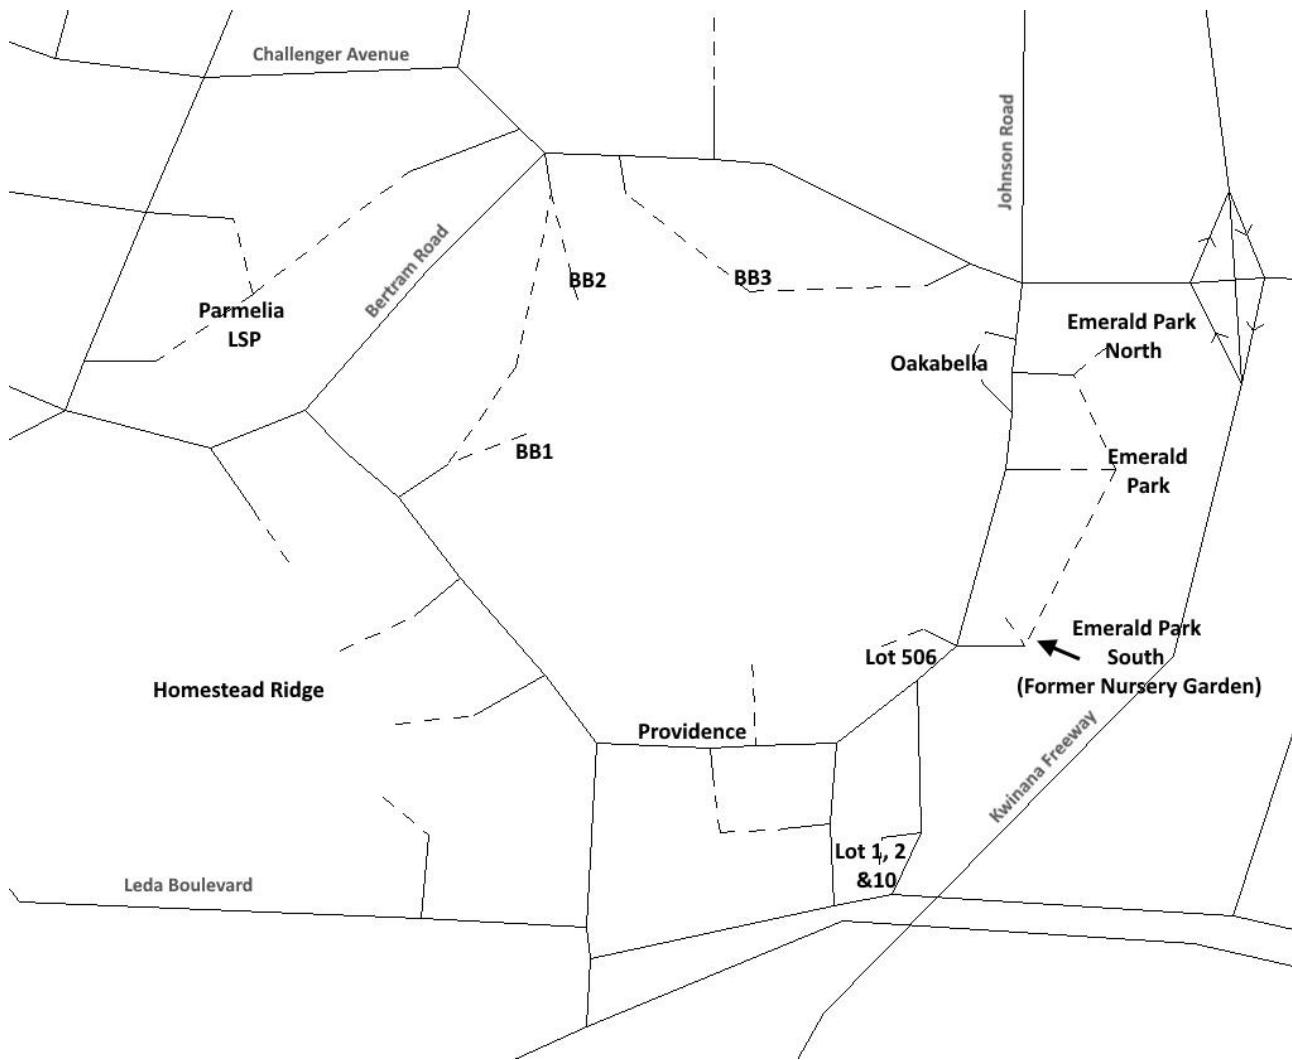 Challenger Avenue
Johnson Road
Bertram Road
BB2
BB3
Parmelia
LSP
Emerald Park
North
Oakabella
BB1
Emerald
Park
Emerald Park
South
(Former Nursery Garden)
Lot 506
Homestead Ridge
Providence
Kwinana Freeway
Lot 1, 2
&10
Leda Boulevard